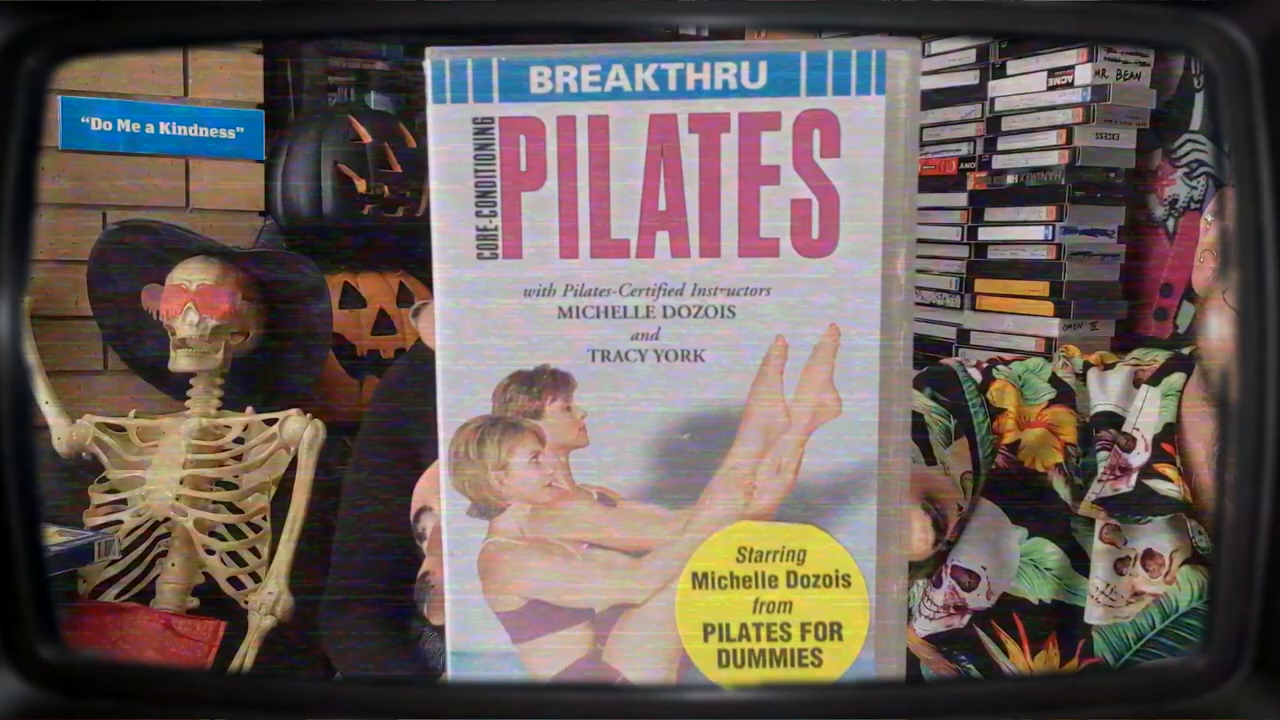 “Do Me a Kindness”
BREAKTHRU
CORE-CONDITIONING
PILATES
with Pilates-Certified Instructors
MICHELLE DOZOIS
and
TRACY YORK
Starring
Michelle Dozois
from
PILATES FOR
DUMMIES
ACME
MR. BEAN
EXCESS
OMEN IV